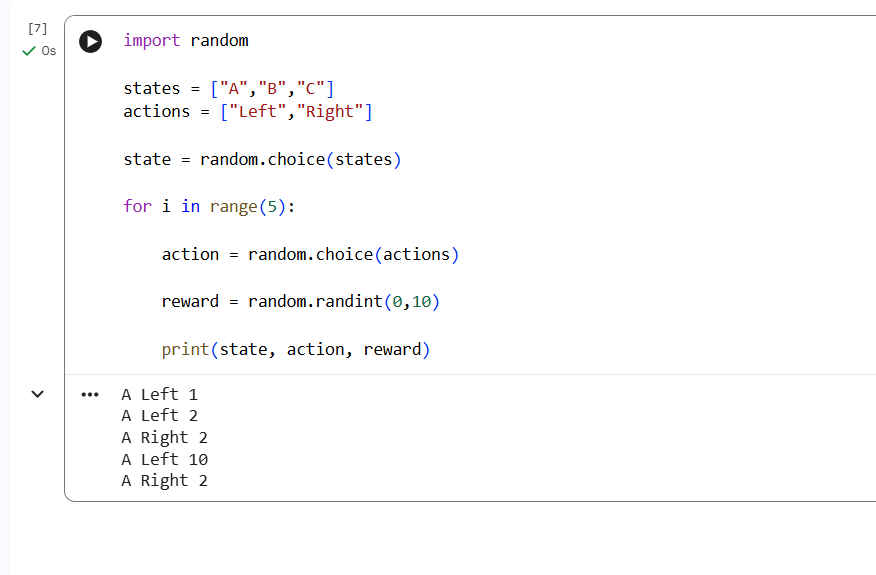 [7]
0s
import random
states = ["A","B","C"]
actions = ["Left","Right"]
state = random.choice(states)
for i in range(5):
    action = random.choice(actions)
    reward = random.randint(0,10)
    print(state, action, reward)
A Left 1
A Left 2
A Right 2
A Left 10
A Right 2